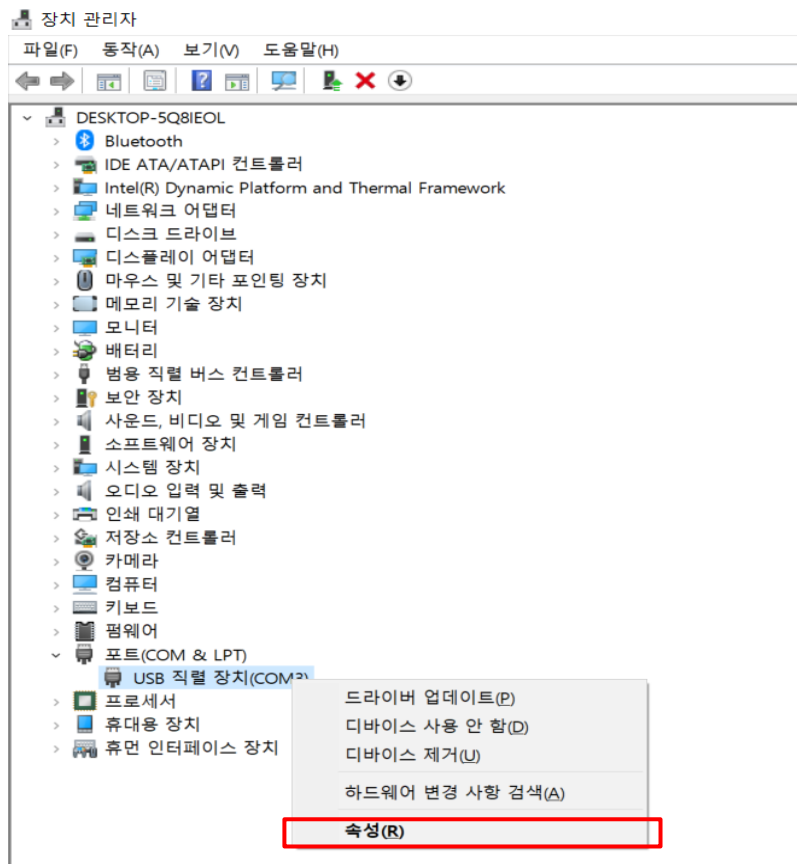 장치 관리자
파일(F) 동작(A) 보기(V) 도움말(H)
DESKTOP-5Q8IEOL
Bluetooth
IDE ATA/ATAPI 컨트롤러
Intel(R) Dynamic Platform and Thermal Framework
네트워크 어댑터
디스크 드라이브
디스플레이 어댑터
마우스 및 기타 포인팅 장치
메모리 기술 장치
모니터
배터리
범용 직렬 버스 컨트롤러
보안 장치
사운드, 비디오 및 게임 컨트롤러
소프트웨어 장치
시스템 장치
오디오 입력 및 출력
인쇄 대기열
저장소 컨트롤러
카메라
컴퓨터
키보드
펌웨어
포트(COM & LPT)
USB 직렬 장치(COM3)
프로세서
휴대용 장치
휴먼 인터페이스 장치
드라이버 업데이트(P)
디바이스 사용 안 함(D)
디바이스 제거(U)
하드웨어 변경 사항 검색(A)
속성(R)